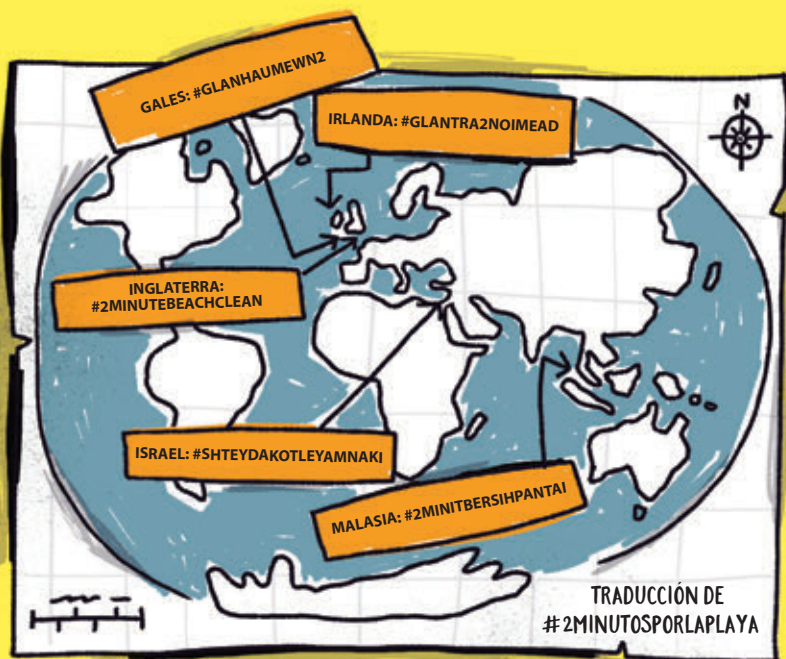 GALES: #GLANHAUMEWN2
IRLANDA: #GLANTRA2NOIMEAD
N
INGLATERRA:
#2MINUTEBEACHCLEAN
ISRAEL: #SHTEYDAKOTLEYAMNAKI
MALASIA: #2MINITBERSIHPANTAI
TRADUCCIÓN DE
#2MINUTOSPORLAPLAYA